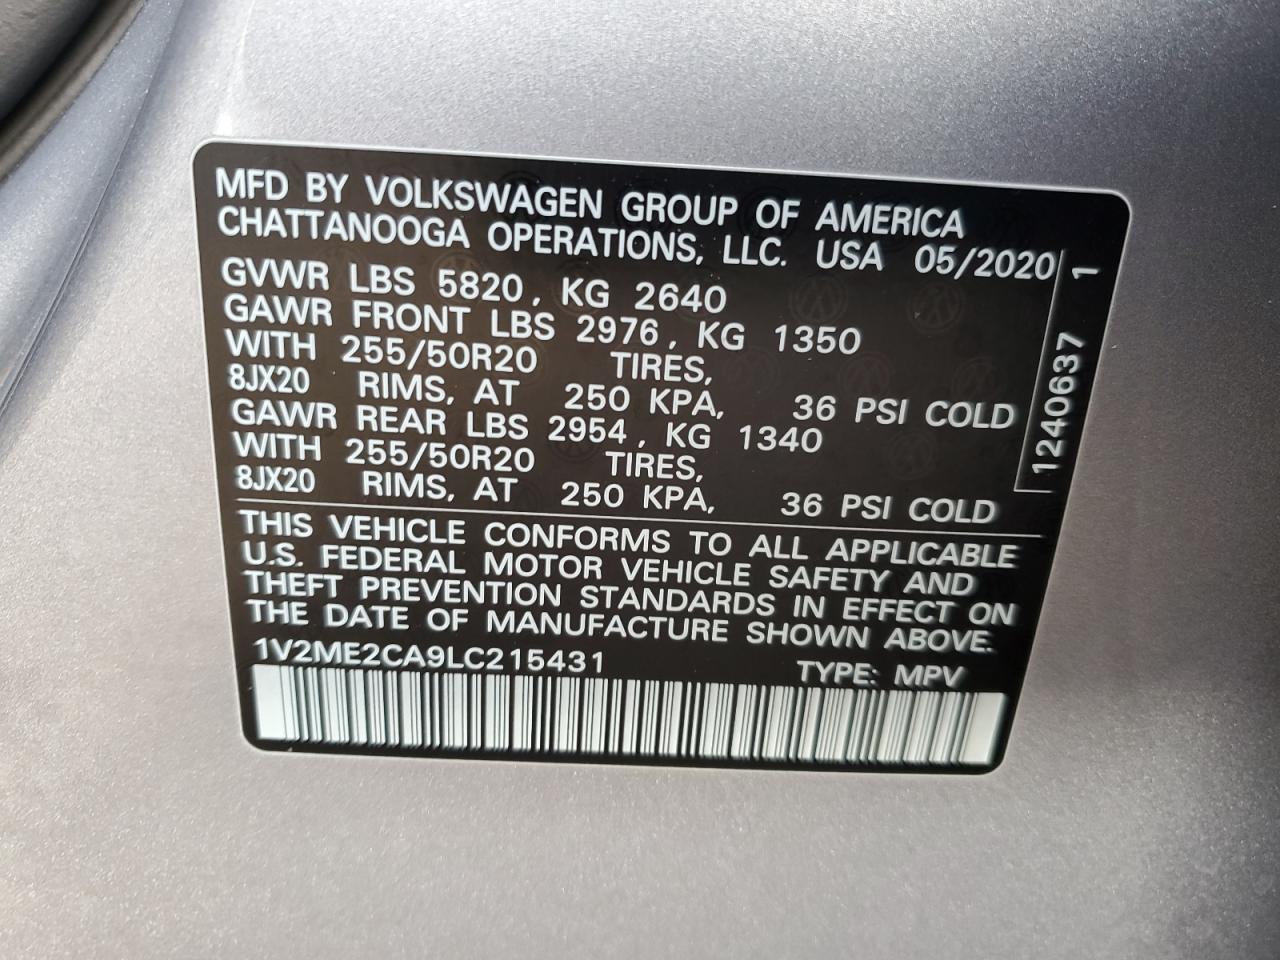 MFD BY VOLKSWAGEN GROUP OF AMERICA
CHATTANOOGA OPERATIONS, LLC. USA 05/2020
GVWR LBS 5820, KG 2640
GAWR FRONT LBS 2976, KG 1350
WITH 255/50R20 TIRES,
8JX20 RIMS, AT 250 KPA, 36 PSI COLD
GAWR REAR LBS 2954, KG 1340
WITH 255/50R20 TIRES,
8JX20 RIMS, AT 250 KPA, 36 PSI COLD
1240637 1
THIS VEHICLE CONFORMS TO ALL APPLICABLE
U.S. FEDERAL MOTOR VEHICLE SAFETY AND
THEFT PREVENTION STANDARDS IN EFFECT ON
THE DATE OF MANUFACTURE SHOWN ABOVE.
1V2ME2CA9LC215431 TYPE: MPV